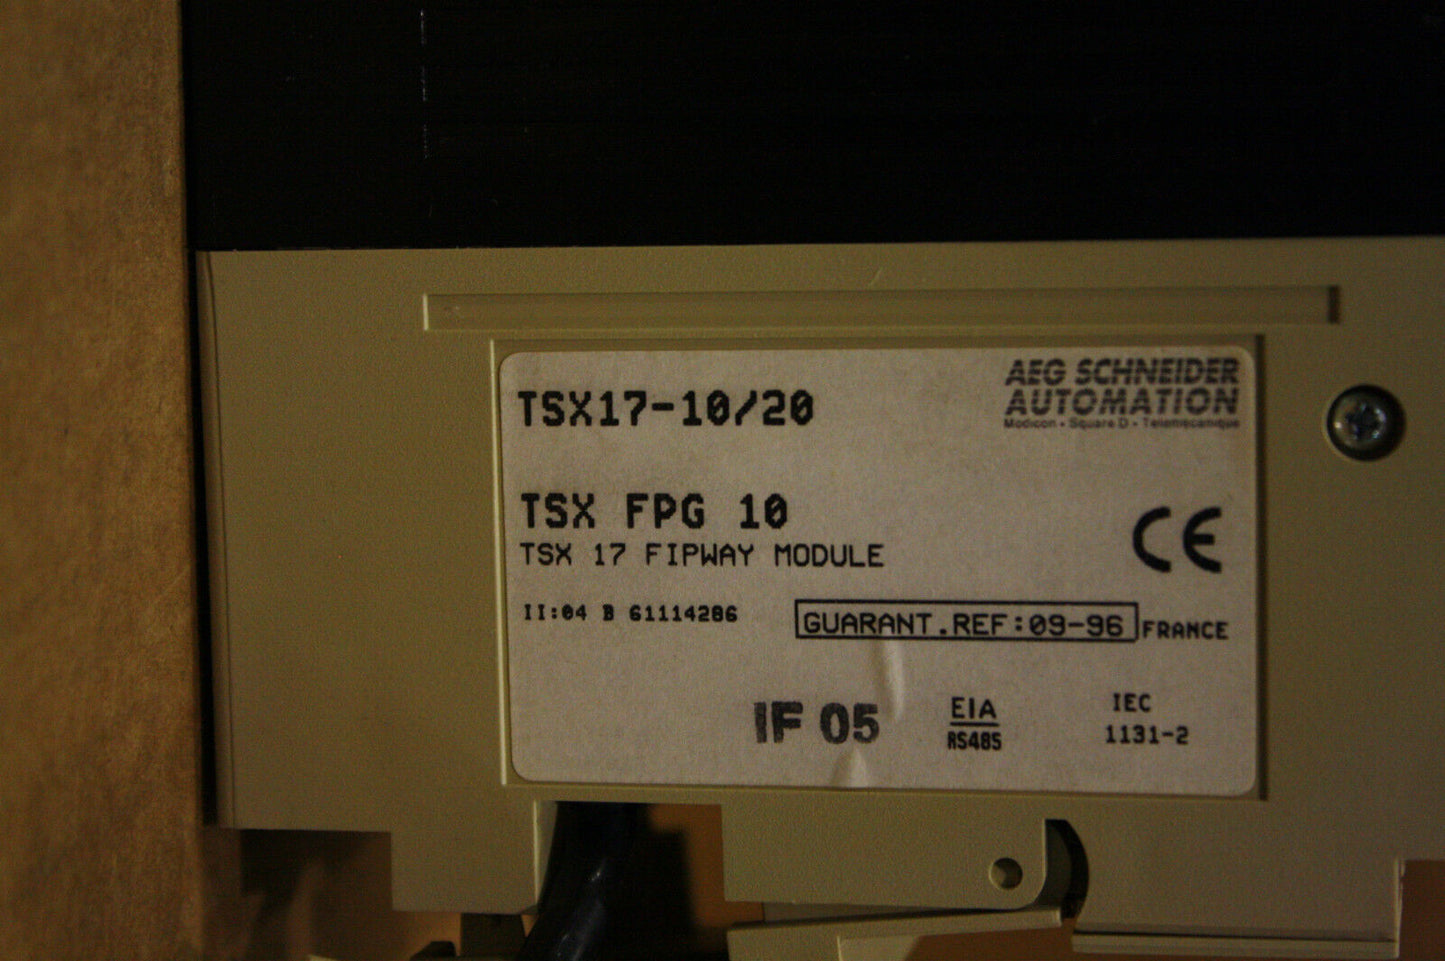 TSX17-10/20
AEG SCHNEIDER
AUTOMATION
Modicon • Square D • Telemecanique
TSX FPG 10
TSX 17 FIPWAY MODULE
CE
II:04 B 61114286
GUARANT.REF:09-96 FRANCE
IF 05
EIA
RS485
IEC
1131-2